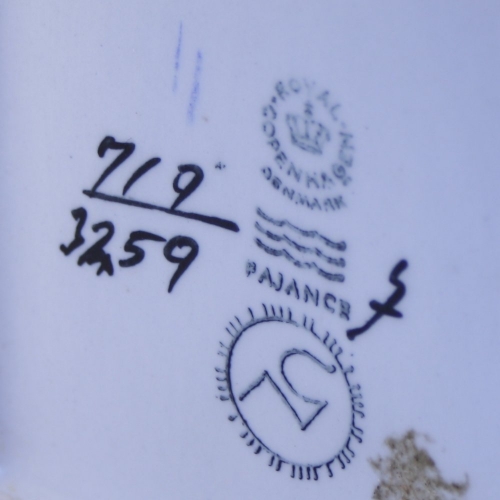 ROYAL COPENHAGEN
DENMARK
719
3259
FAJANCE